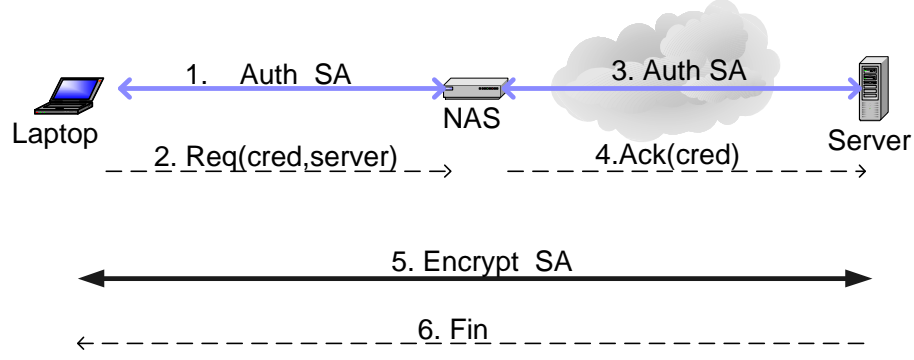 1. Auth SA
3. Auth SA
Laptop
NAS
Server
2. Req(cred,server)
4.Ack(cred)
5. Encrypt SA
6. Fin